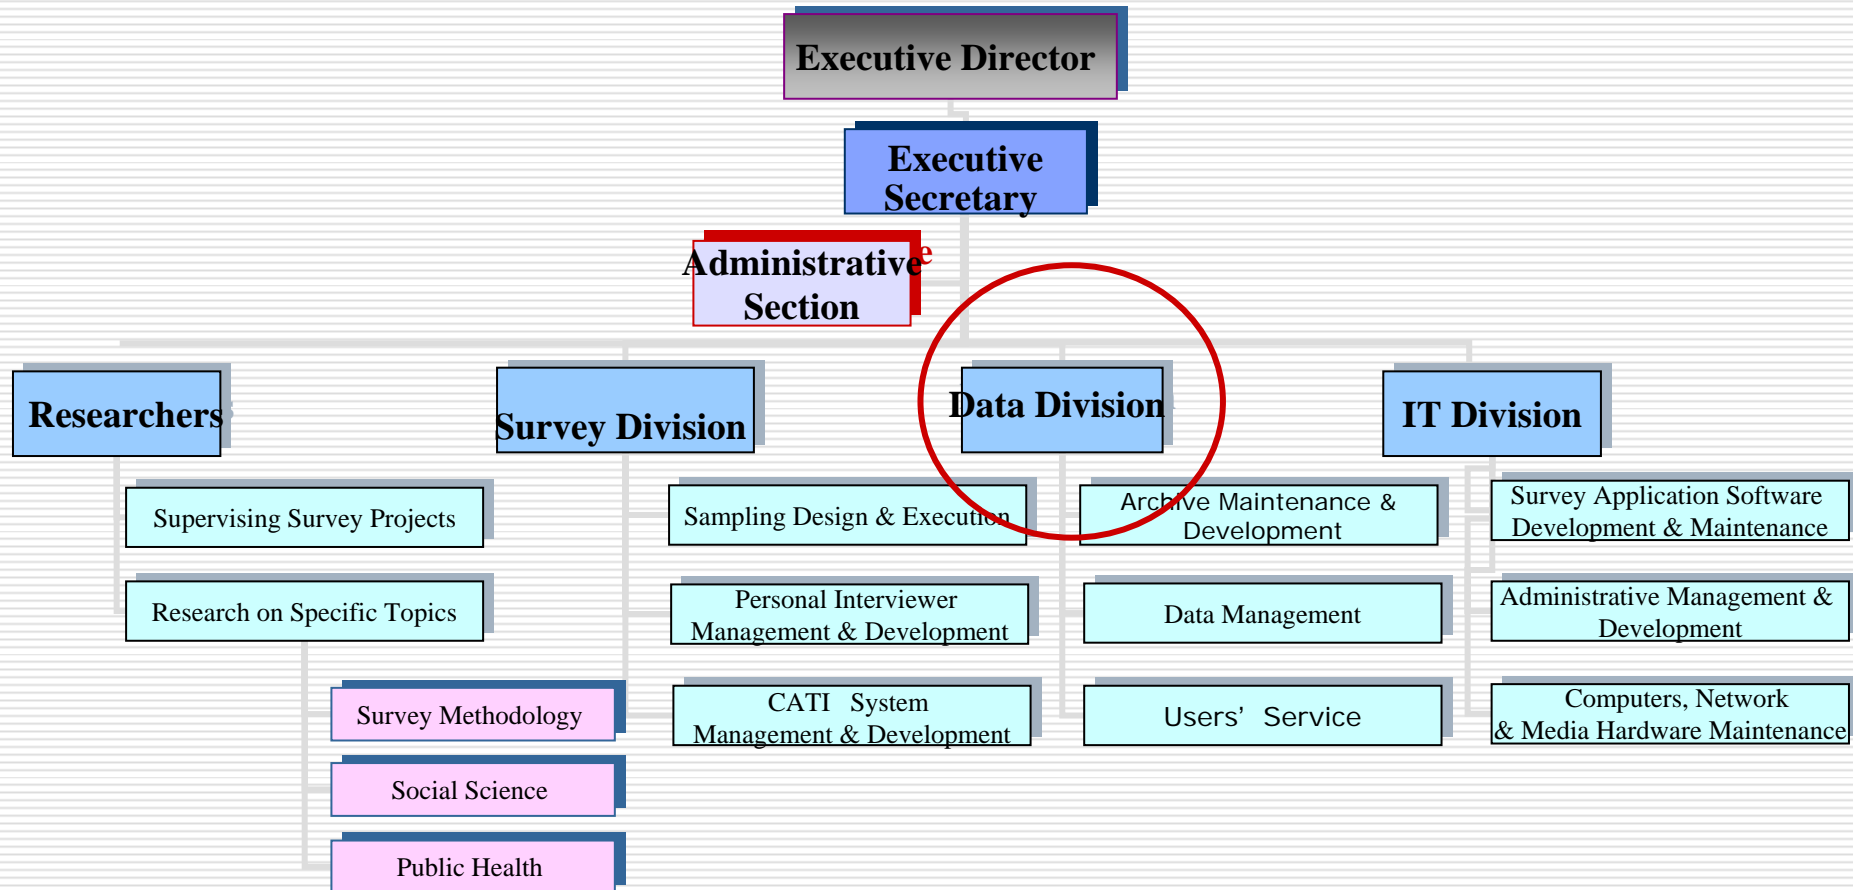 Executive Director
Executive
Secretary
Administrative
Section
Researchers
Survey Division
Data Division
IT Division
Supervising Survey Projects
Research on Specific Topics
Survey Methodology
Social Science
Public Health
Sampling Design & Execution
Personal Interviewer
Management & Development
CATI System
Management & Development
Archive Maintenance &
Development
Data Management
Users’ Service
Survey Application Software
Development & Maintenance
Administrative Management &
Development
Computers, Network
& Media Hardware Maintenance